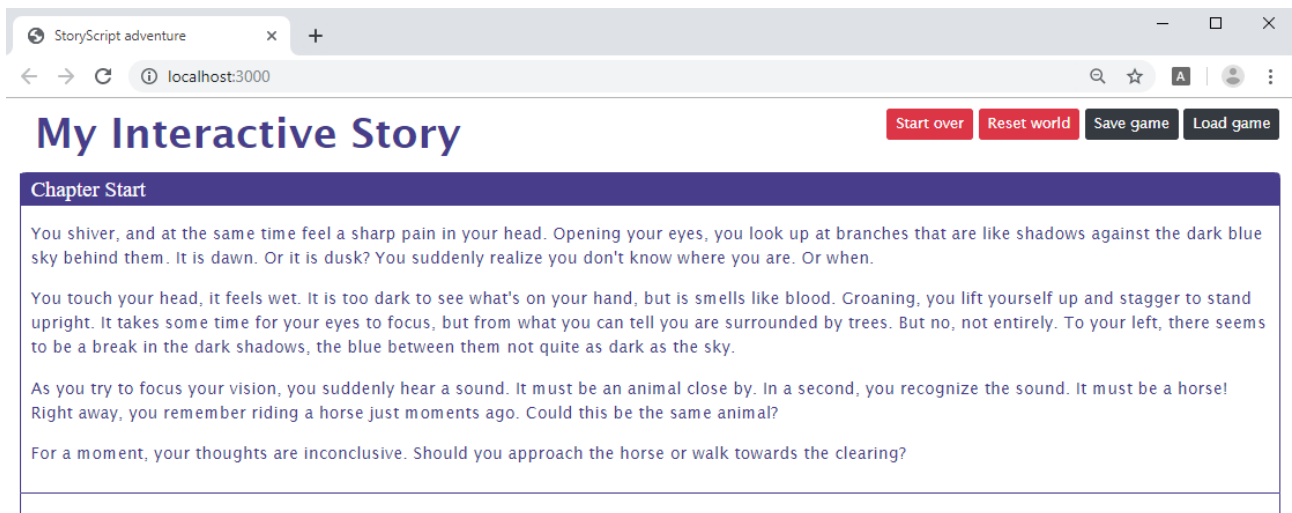 StoryScript adventure
localhost:3000
A
My Interactive Story
Start over Reset world Save game Load game
Chapter Start
You shiver, and at the same time feel a sharp pain in your head. Opening your eyes, you look up at branches that are like shadows against the dark blue
sky behind them. It is dawn. Or it is dusk? You suddenly realize you don't know where you are. Or when.
You touch your head, it feels wet. It is too dark to see what's on your hand, but is smells like blood. Groaning, you lift yourself up and stagger to stand
upright. It takes some time for your eyes to focus, but from what you can tell you are surrounded by trees. But no, not entirely. To your left, there seems
to be a break in the dark shadows, the blue between them not quite as dark as the sky.
As you try to focus your vision, you suddenly hear a sound. It must be an animal close by. In a second, you recognize the sound. It must be a horse!
Right away, you remember riding a horse just moments ago. Could this be the same animal?
For a moment, your thoughts are inconclusive. Should you approach the horse or walk towards the clearing?